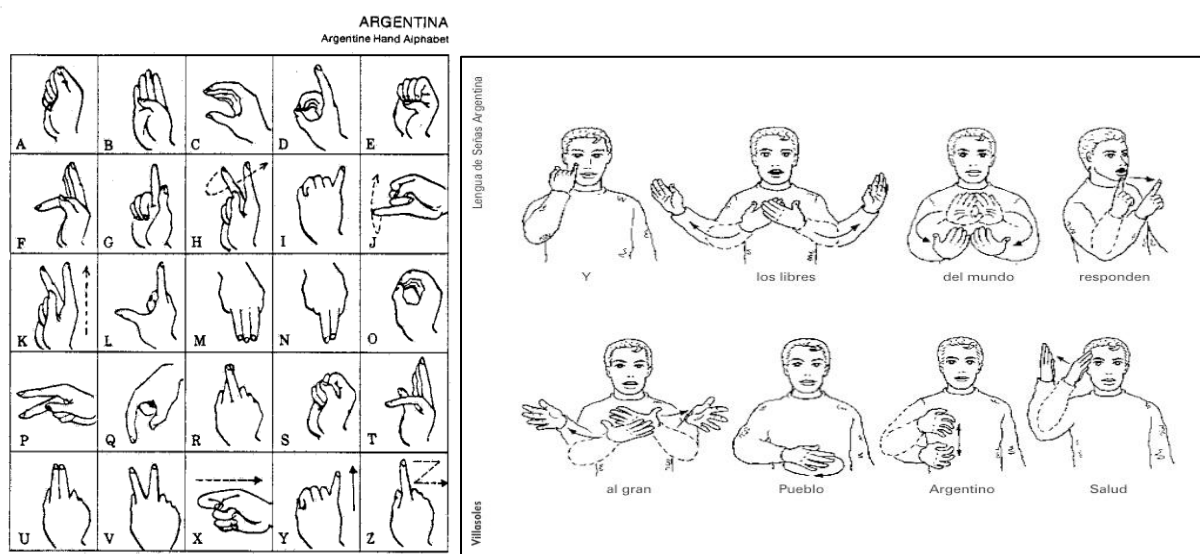 ARGENTINA
Argentine Hand Alphabet
A B C D E
F G H I J
K L M N O
P Q R S T
U V X Y Z
Lengua de Señas Argentina
Y los libres del mundo responden
al gran Pueblo Argentino Salud
Villasoles